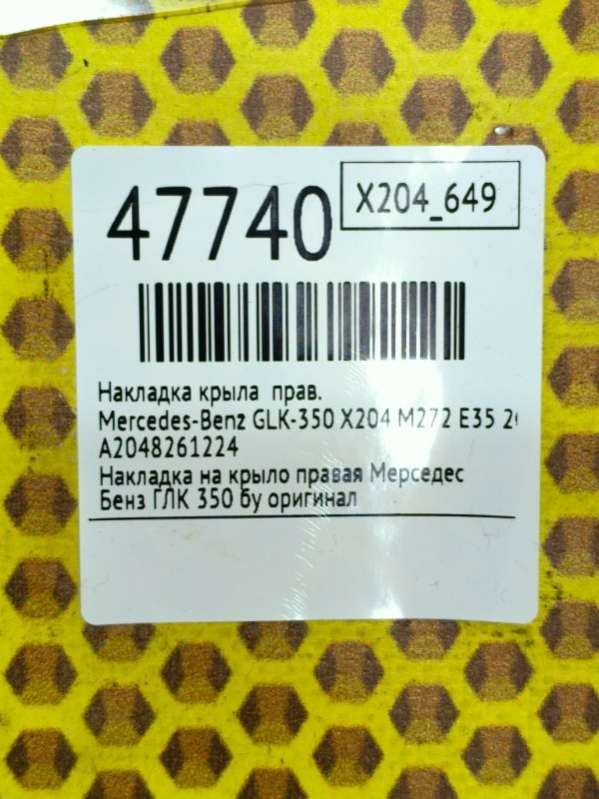 47740
X204_649
Накладка крыла прав.
Mercedes-Benz GLK-350 X204 M272 E35
A2048261224
Накладка на крыло правая Мерседес
Бенз ГЛК 350 бу оригинал